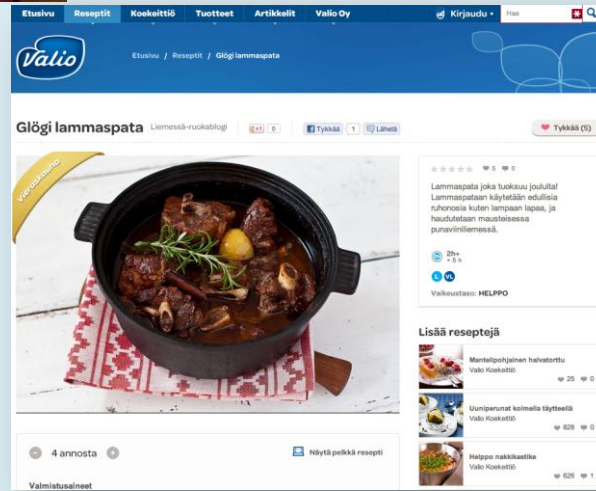 Etusivu Reseptit Koekeittiö Tuotteet Artikkelit Valio Oy Kirjaudu Hae
Valio
Etusivu / Reseptit / Glögi lammaspata
Glögi lammaspata Liemessä-ruokablogi g+1 0 Tykkää 1 Lähetä Tykkää (5)
Vieraskuoha
5 0
Lammaspata joka tuoksuu joululta!
Lammaspataan käytetään edullisia
ruhonosia kuten lampaan lapaa, ja
haudutetaan mausteisessa
punaviiniliemessä.
2h+
+ 5 h
L VL
Vaikeustaso: HELPPO
Lisää reseptejä
Mantelipohjainen halvatorttu
Valio Koekeittiö
25 0
Uuniperunat kolmella täytteellä
Valio Koekeittiö
828 0
Helppo nakkikastike
Valio Koekeittiö
626 1
4 annosta Näytä pelkkä resepti
Valmistusaineet